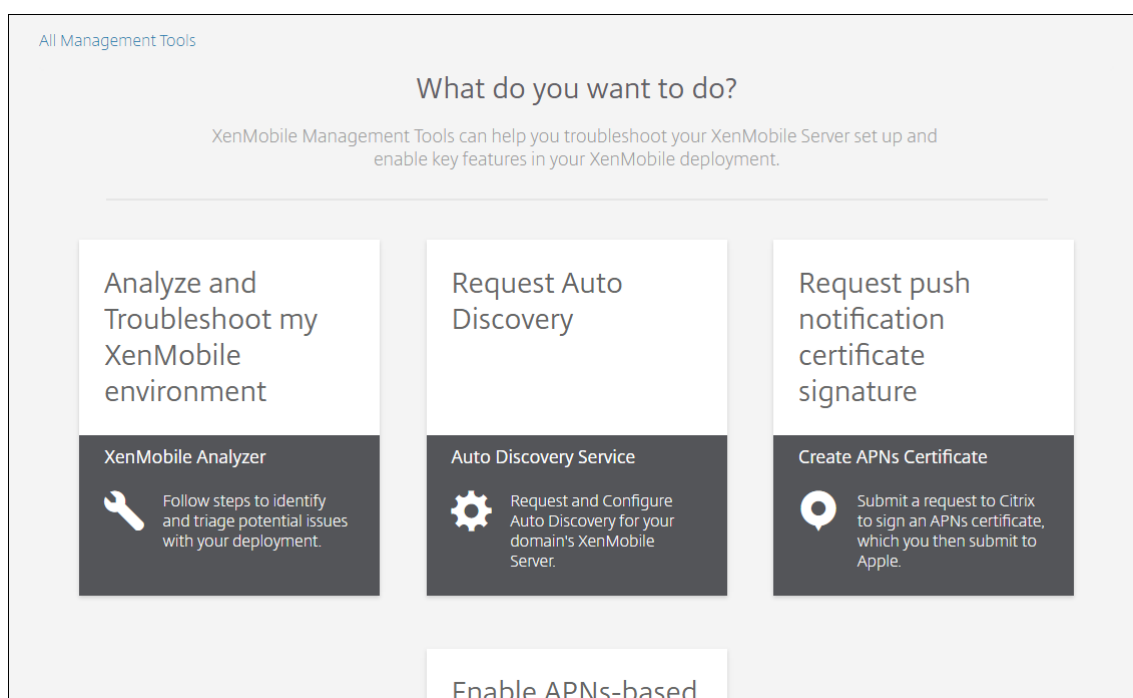 All Management Tools
What do you want to do?
XenMobile Management Tools can help you troubleshoot your XenMobile Server set up and
enable key features in your XenMobile deployment.
Analyze and
Troubleshoot my
XenMobile
environment
XenMobile Analyzer
Follow steps to identify
and triage potential issues
with your deployment.
Request Auto
Discovery
Auto Discovery Service
Request and Configure
Auto Discovery for your
domain's XenMobile
Server.
Request push
notification
certificate
signature
Create APNs Certificate
Submit a request to Citrix
to sign an APNs certificate,
which you then submit to
Apple.
Enable APNs-based